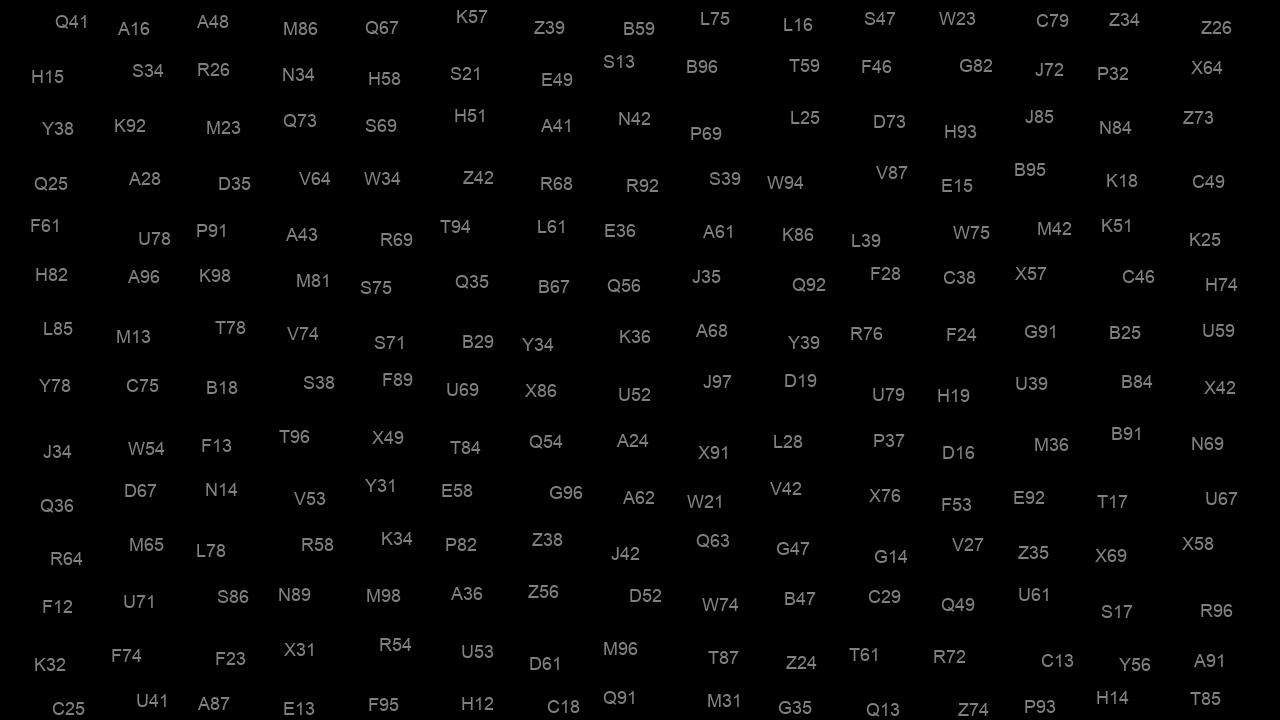 Q41 A16 A48 M86 Q67 K57 Z39 B59 L75 L16 S47 W23 C79 Z34 Z26
H15 S34 R26 N34 H58 S21 E49 S13 B96 T59 F46 G82 J72 P32 X64
Y38 K92 M23 Q73 S69 H51 A41 N42 P69 L25 D73 H93 J85 N84 Z73
Q25 A28 D35 V64 W34 Z42 R68 R92 S39 W94 V87 E15 B95 K18 C49
F61 U78 P91 A43 R69 T94 L61 E36 A61 K86 L39 W75 M42 K51 K25
H82 A96 K98 M81 S75 Q35 B67 Q56 J35 Q92 F28 C38 X57 C46 H74
L85 M13 T78 V74 S71 B29 Y34 K36 A68 Y39 R76 F24 G91 B25 U59
Y78 C75 B18 S38 F89 U69 X86 U52 J97 D19 U79 H19 U39 B84 X42
J34 W54 F13 T96 X49 T84 Q54 A24 X91 L28 P37 D16 M36 B91 N69
Q36 D67 N14 V53 Y31 E58 G96 A62 W21 V42 X76 F53 E92 T17 U67
R64 M65 L78 R58 K34 P82 Z38 J42 Q63 G47 G14 V27 Z35 X69 X58
F12 U71 S86 N89 M98 A36 Z56 D52 W74 B47 C29 Q49 U61 S17 R96
K32 F74 F23 X31 R54 U53 D61 M96 T87 Z24 T61 R72 C13 Y56 A91
C25 U41 A87 E13 F95 H12 C18 Q91 M31 G35 Q13 Z74 P93 H14 T85